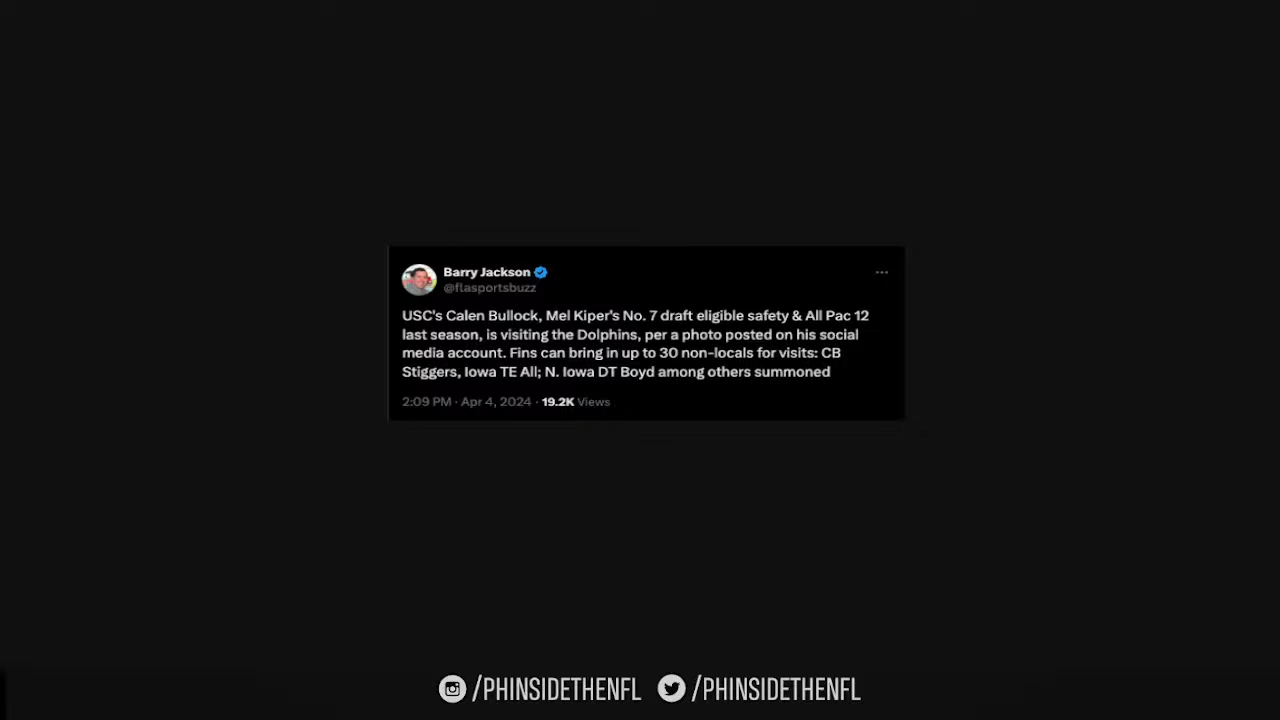 Barry Jackson
@flasportsbuzz
USC's Calen Bullock, Mel Kiper's No. 7 draft eligible safety & All Pac 12
last season, is visiting the Dolphins, per a photo posted on his social
media account. Fins can bring in up to 30 non-locals for visits: CB
Stiggers, Iowa TE All; N. Iowa DT Boyd among others summoned
2:09 PM · Apr 4, 2024 · 19.2K Views
/PHINSIDETHENFL /PHINSIDETHENFL